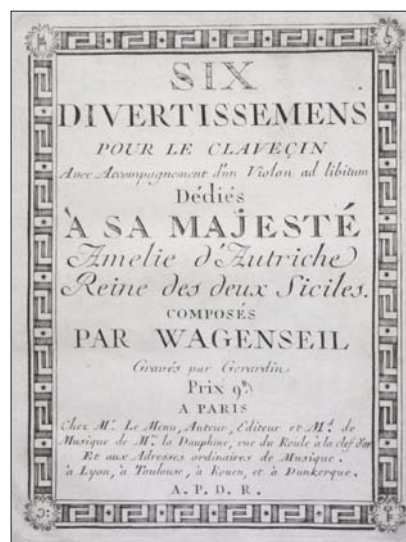 SIX
DIVERTISSEMENS
POUR LE CLAVEÇIN
Avec Accompagnement d'un Violon ad libitum
Dédiés
À SA MAJESTÉ
Amelie d'Autriche
Reine des deux Siciles.
COMPOSÉS
PAR WAGENSEIL
Gravés par Gerardin.
Prix 9.tt
A PARIS
Chez M.r Le Menu, Auteur, Editeur et M.d de
Musique de M.e la Dauphine, rue du Roule à la clef d'or
Et aux Adresses ordinaires de Musique.
à Lyon, à Toulouse, à Rouen, et à Dunkerque.
A. P. D. R.